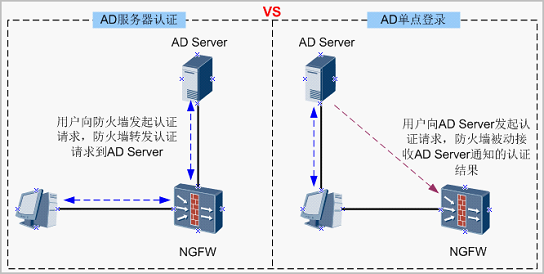 VS
AD服务器认证
AD Server
用户向防火墙发起认证
请求，防火墙转发认证
请求到AD Server
NGFW
AD单点登录
AD Server
用户向AD Server发起认
证请求，防火墙被动接
收AD Server通知的认证
结果
NGFW